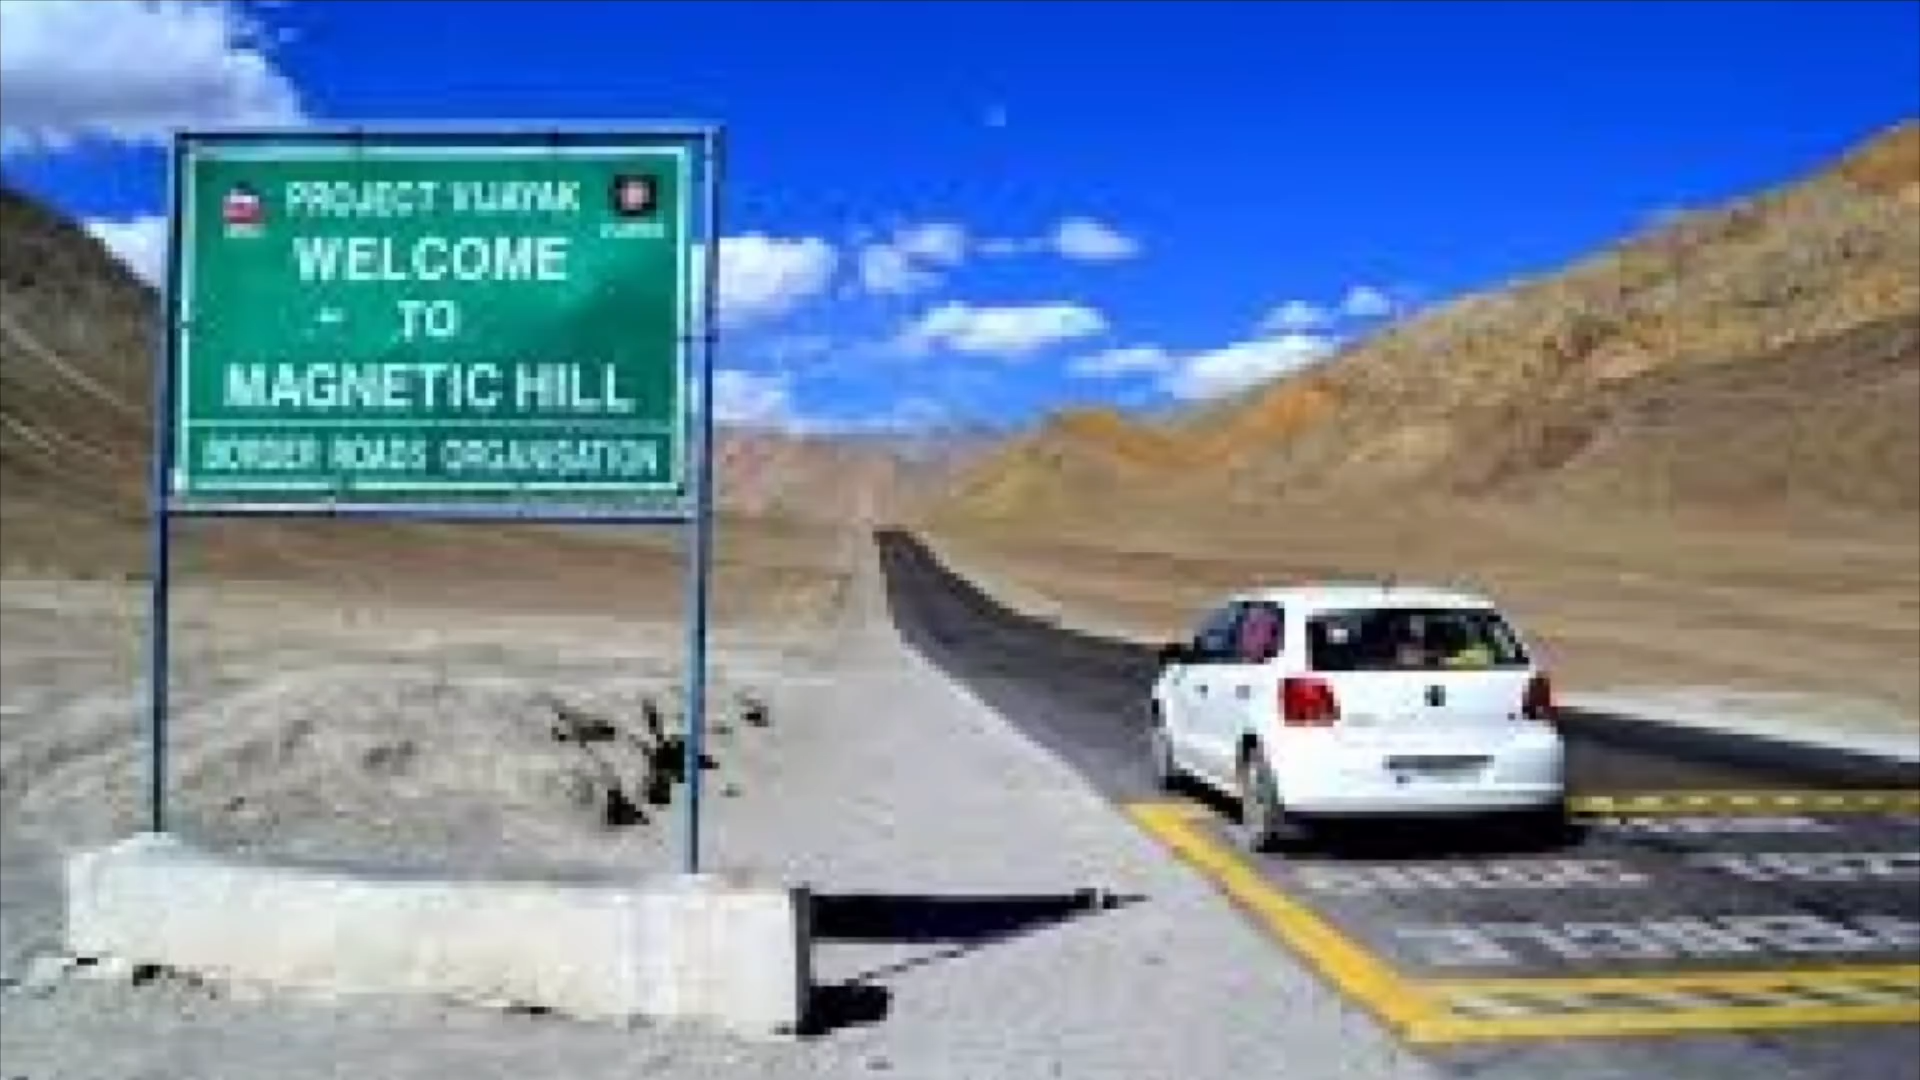 PROJECT VIJAYAK
WELCOME
- TO
MAGNETIC HILL
BORDER ROADS ORGANISATION